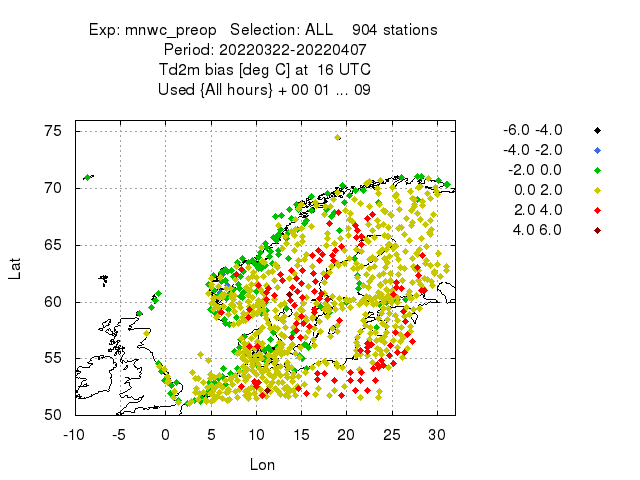 Exp: mnwc_preop   Selection: ALL    904 stations
Period: 20220322-20220407
Td2m bias [deg C] at  16 UTC
Used {All hours} + 00 01 ... 09
-6.0 -4.0
-4.0 -2.0
-2.0 0.0
0.0 2.0
2.0 4.0
4.0 6.0
Lat
75
70
65
60
55
50
-10 -5 0 5 10 15 20 25 30
Lon